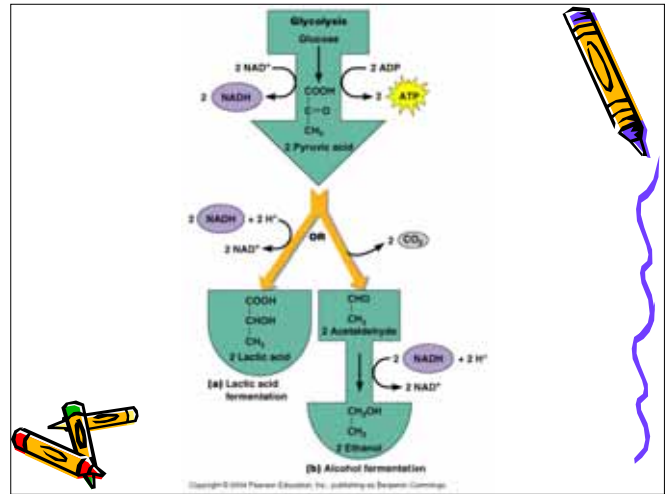 Glycolysis
Glucose
2 NAD⁺
2 ADP
2 NADH
2 ATP
COOH
C=O
CH₃
2 Pyruvic acid
2 NADH + 2 H⁺
2 NAD⁺
OR
2 CO₂
COOH
CHOH
CH₃
2 Lactic acid
(a) Lactic acid
fermentation
CHO
CH₃
2 Acetaldehyde
2 NADH + 2 H⁺
2 NAD⁺
CH₂OH
CH₃
2 Ethanol
(b) Alcohol fermentation
Copyright © 2004 Pearson Education, Inc., publishing as Benjamin Cummings.